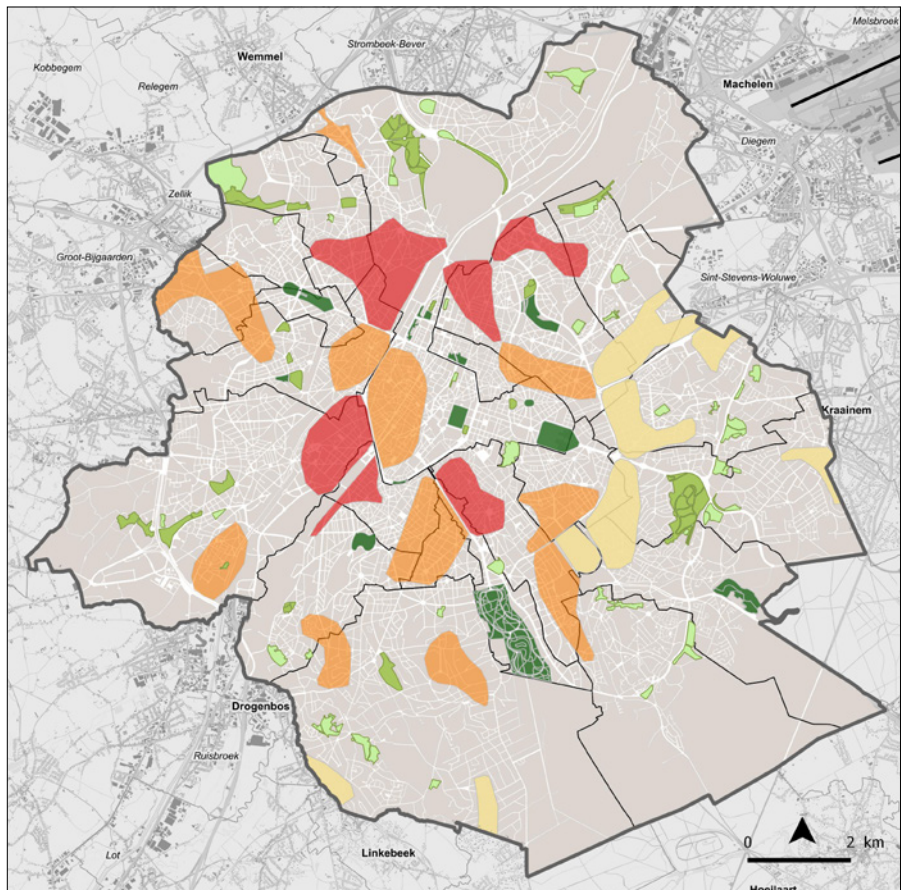 Melsbroek
Strombeek-Bever
Wemmel
Kobbegem
Relegem
Machelen
Diegem
Zellik
Groot-Bijgaarden
Sint-Stevens-Woluwe
Kraainem
Drogenbos
Ruisbroek
Linkebeek
Lot
0 2 km
Hoeilaart